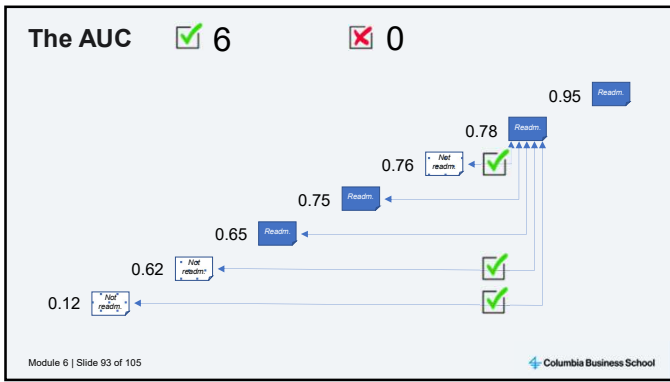 The AUC 6 0
0.95 Readm.
0.78 Readm.
0.76 Not
readm.
0.75 Readm.
0.65 Readm.
0.62 Not
readm.
0.12 Not
readm.
Module 6 | Slide 93 of 105
Columbia Business School